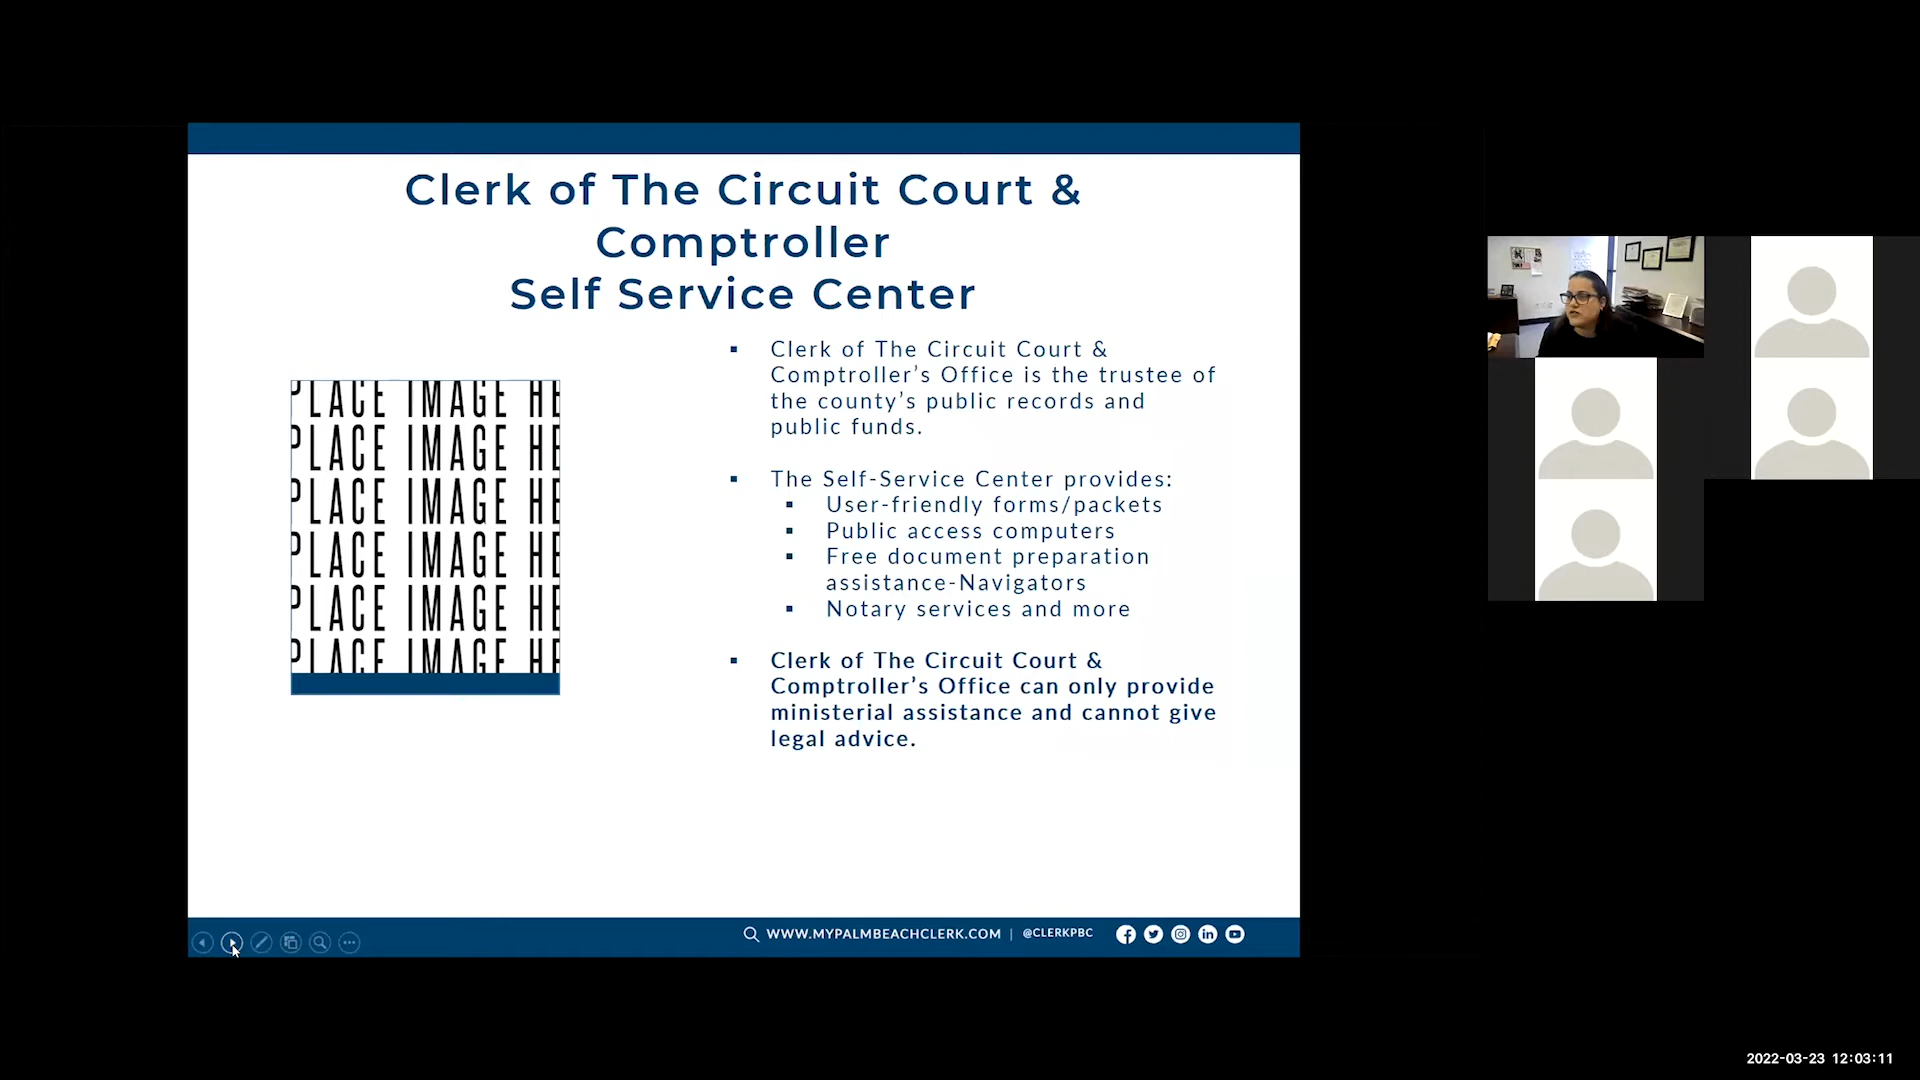 Clerk of The Circuit Court &
Comptroller
Self Service Center
PLACE IMAGE HE
PLACE IMAGE HE
PLACE IMAGE HE
PLACE IMAGE HE
PLACE IMAGE HE
PLACE IMAGE HE
▪ Clerk of The Circuit Court &
Comptroller’s Office is the trustee of
the county’s public records and
public funds.
▪ The Self-Service Center provides:
▪ User-friendly forms/packets
▪ Public access computers
▪ Free document preparation
assistance-Navigators
▪ Notary services and more
▪ Clerk of The Circuit Court &
Comptroller’s Office can only provide
ministerial assistance and cannot give
legal advice.
WWW.MYPALMBEACHCLERK.COM | @CLERKPBC
2022-03-23 12:03:11